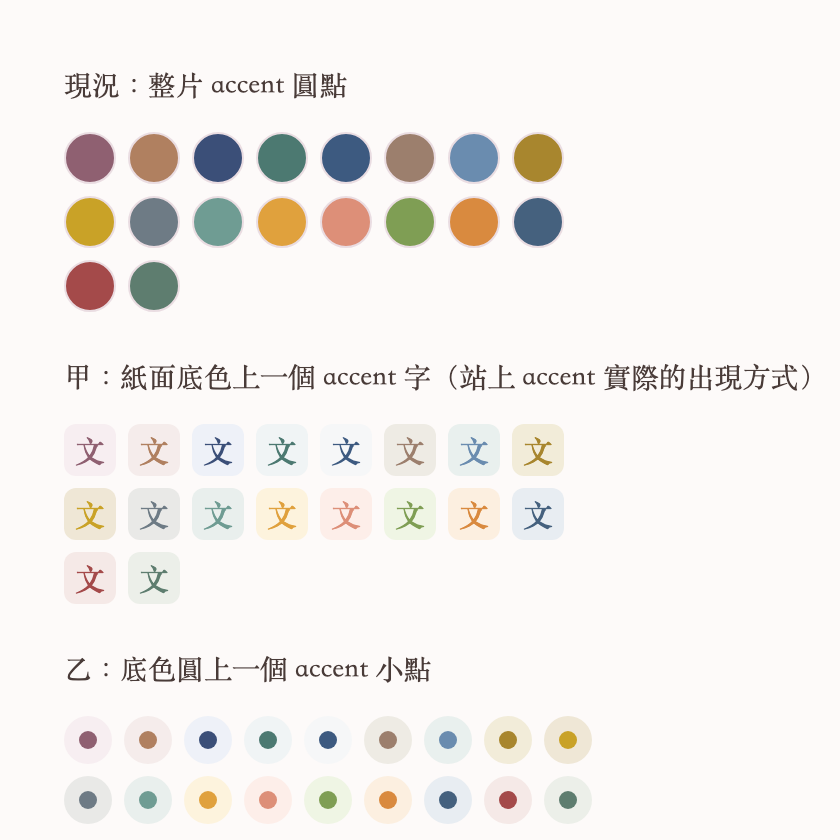 現況：整片 accent 圓點
甲：紙面底色上一個 accent 字（站上 accent 實際的出現方式）
文 文 文 文 文 文 文 文
文 文 文 文 文 文 文 文
文 文
乙：底色圓上一個 accent 小點